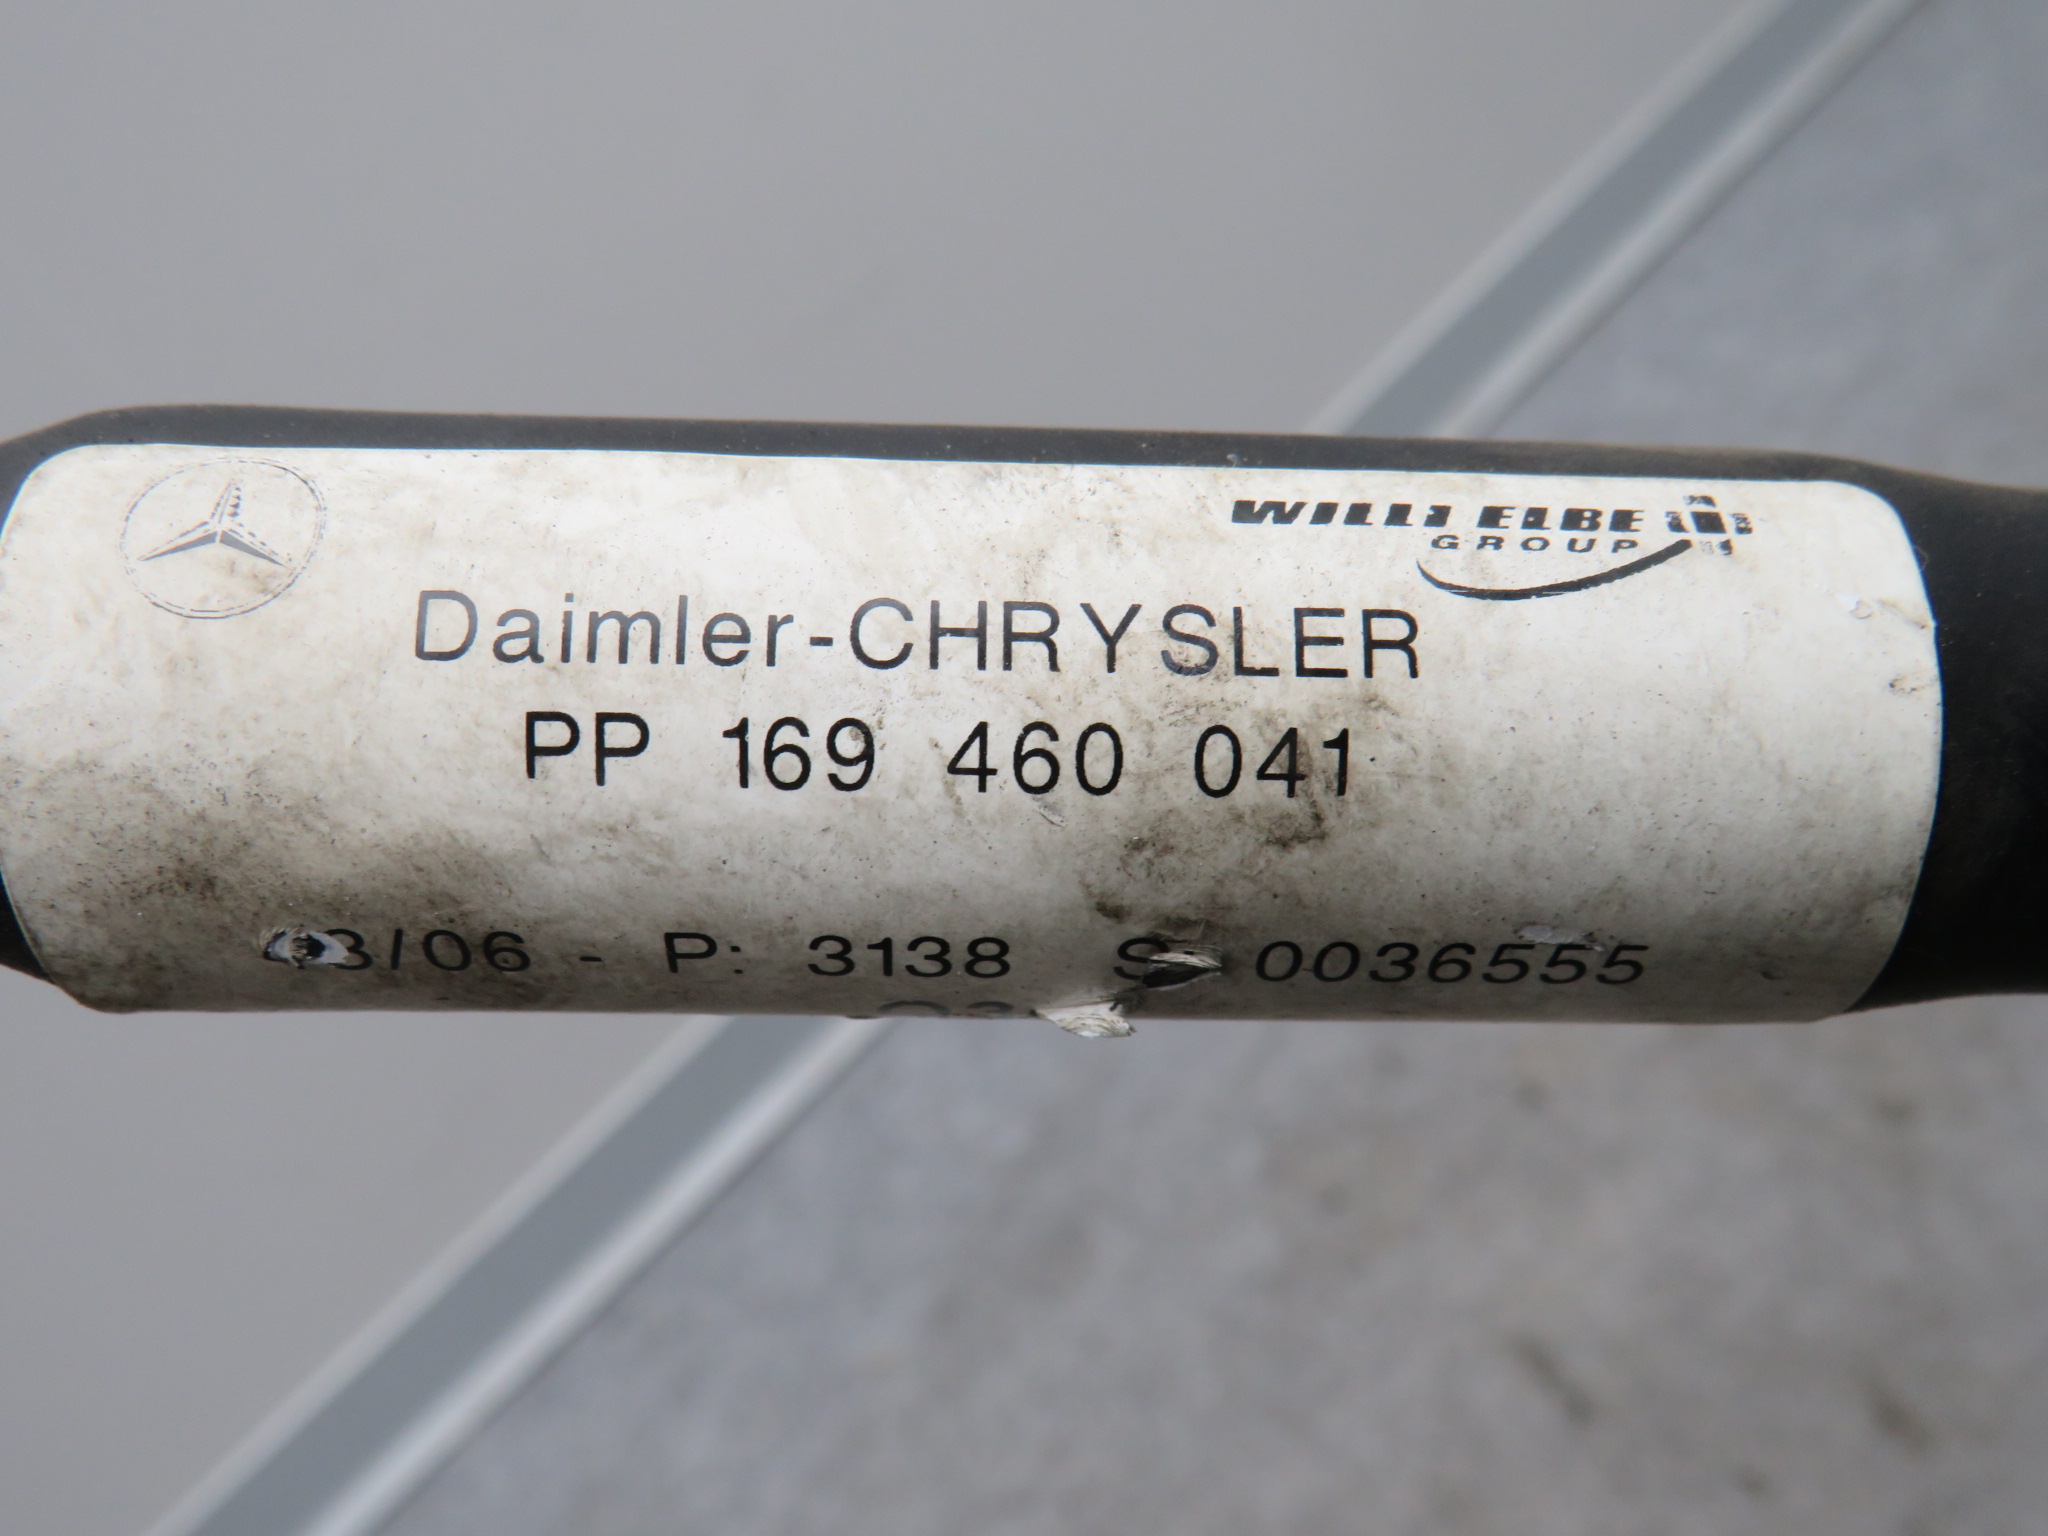 WILLI ELBE
GROUP
Daimler-CHRYSLER
PP 169 460 041
3/06 - P: 3138 S 0036555